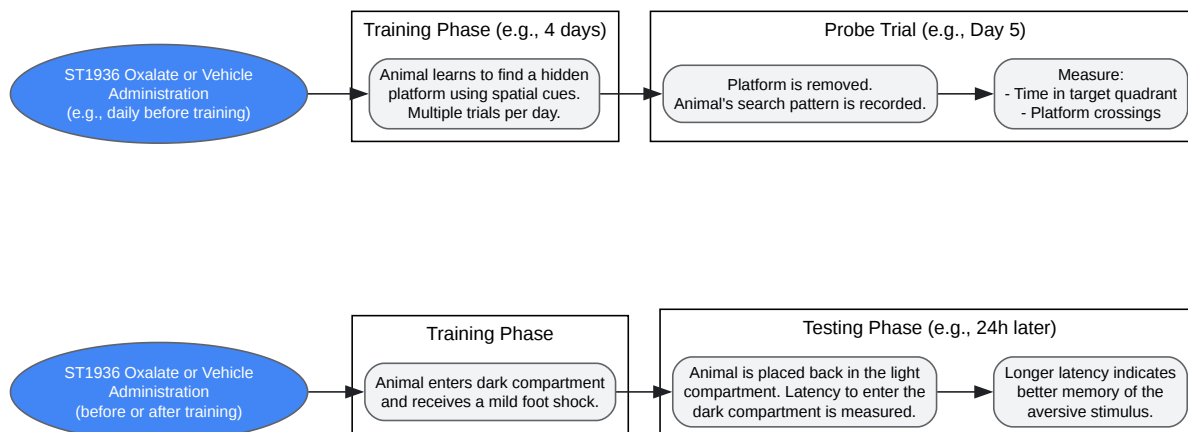 Training Phase (e.g., 4 days)
Probe Trial (e.g., Day 5)
ST1936 Oxalate or Vehicle
Administration
(e.g., daily before training)
Animal learns to find a hidden
platform using spatial cues.
Multiple trials per day.
Platform is removed.
Animal's search pattern is recorded.
Measure:
- Time in target quadrant
- Platform crossings
Training Phase
Testing Phase (e.g., 24h later)
ST1936 Oxalate or Vehicle
Administration
(before or after training)
Animal enters dark compartment
and receives a mild foot shock.
Animal is placed back in the light
compartment. Latency to enter the
dark compartment is measured.
Longer latency indicates
better memory of the
aversive stimulus.